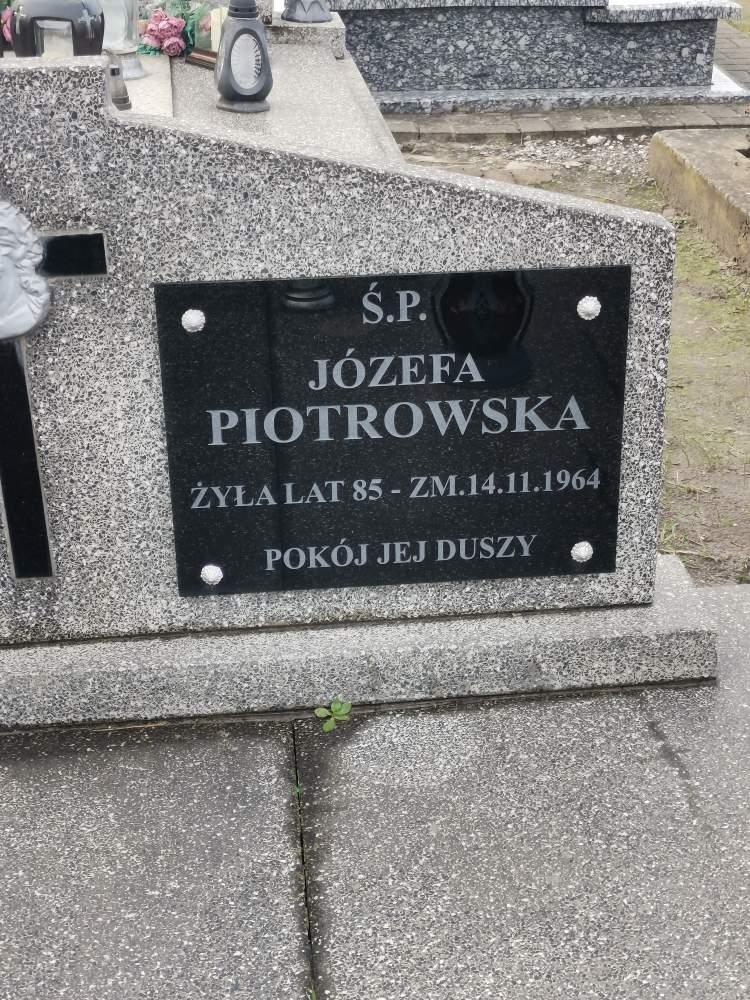 Ś.P.
JÓZEFA
PIOTROWSKA
ŻYŁA LAT 85 - ZM.14.11.1964
POKÓJ JEJ DUSZY